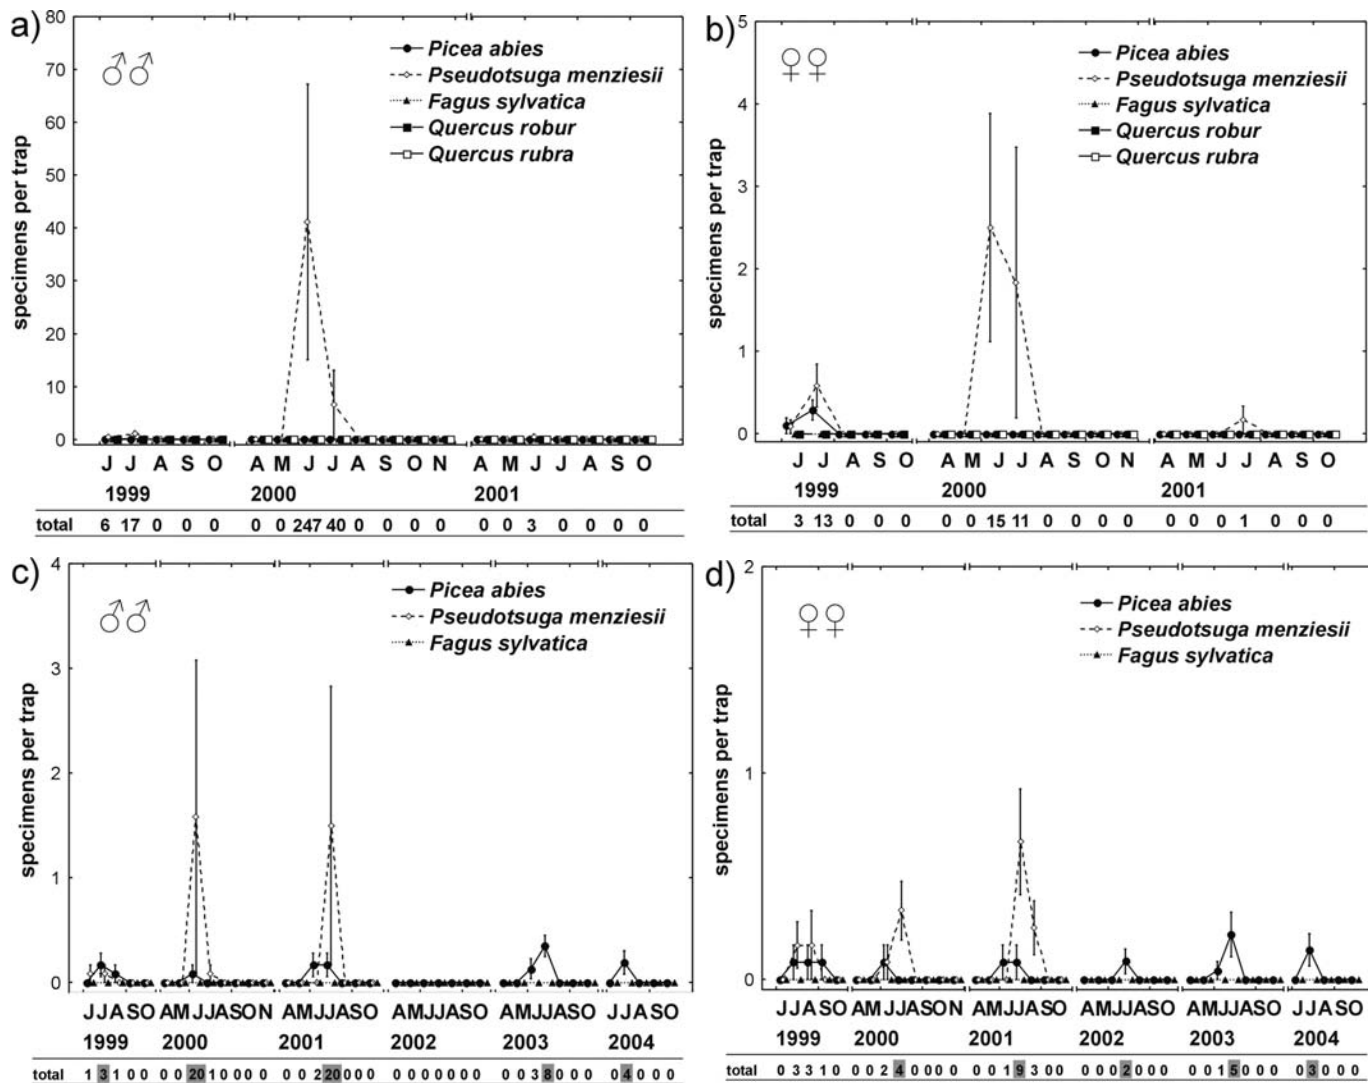 a)
♂♂
Picea abies
Pseudotsuga menziesii
Fagus sylvatica
Quercus robur
Quercus rubra
specimens per trap
80
70
60
50
40
30
20
10
0
J J A S O A M J J A S O N A M J J A S O
1999 2000 2001
total 6 17 0 0 0 0 0 247 40 0 0 0 0 0 0 3 0 0 0 0
b)
♀♀
Picea abies
Pseudotsuga menziesii
Fagus sylvatica
Quercus robur
Quercus rubra
specimens per trap
5
4
3
2
1
0
J J A S O A M J J A S O N A M J J A S O
1999 2000 2001
total 3 13 0 0 0 0 0 15 11 0 0 0 0 0 0 0 1 0 0 0
c)
♂♂
Picea abies
Pseudotsuga menziesii
Fagus sylvatica
specimens per trap
4
3
2
1
0
JJASO AMJJASON AMJJASO AMJJASO AMJJASO JJASO
1999 2000 2001 2002 2003 2004
total 1 3 1 0 0 0 0 20 1 0 0 0 0 0 0 2 20 0 0 0 0 0 0 0 0 0 0 0 0 3 8 0 0 0 0 4 0 0 0
d)
♀♀
Picea abies
Pseudotsuga menziesii
Fagus sylvatica
specimens per trap
2
1
0
JJASO AMJJASON AMJJASO AMJJASO AMJJASO JJASO
1999 2000 2001 2002 2003 2004
total 0 3 3 1 0 0 0 2 4 0 0 0 0 0 0 1 9 3 0 0 0 0 0 2 0 0 0 0 0 1 5 0 0 0 0 3 0 0 0